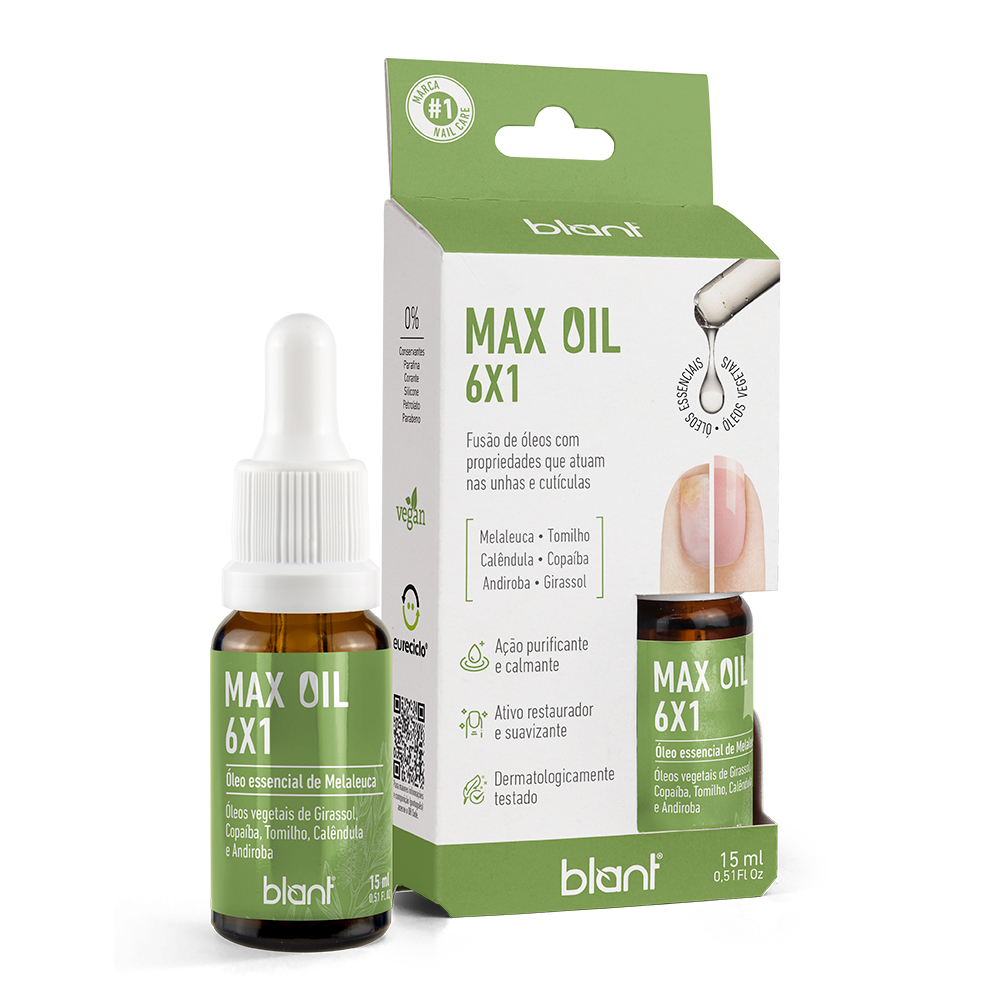 MARCA
#1
NAIL CARE
blant
MAX OIL
6X1
ÓLEOS ESSENCIAIS • ÓLEOS VEGETAIS •
Fusão de óleos com
propriedades que atuam
nas unhas e cutículas
Melaleuca • Tomilho
Calêndula • Copaíba
Andiroba • Girassol
Ação purificante
e calmante
Ativo restaurador
e suavizante
Dermatologicamente
testado
blant®
15 ml
0,51Fl Oz
0%
Conservantes
Parafina
Corante
Silicone
Petrolato
Parabeno
vegan
eureciclo®
MAX OIL
6X1
Óleo essencial de Melaleuca
Óleos vegetais de Girassol,
Copaíba, Tomilho, Calêndula
e Andiroba
blant®
15 ml
0,51 FL OZ
MAX OIL
6X1
Óleo essencial de
Óleos vegetais de Girassol,
Copaíba, Tomilho,
e Andiroba